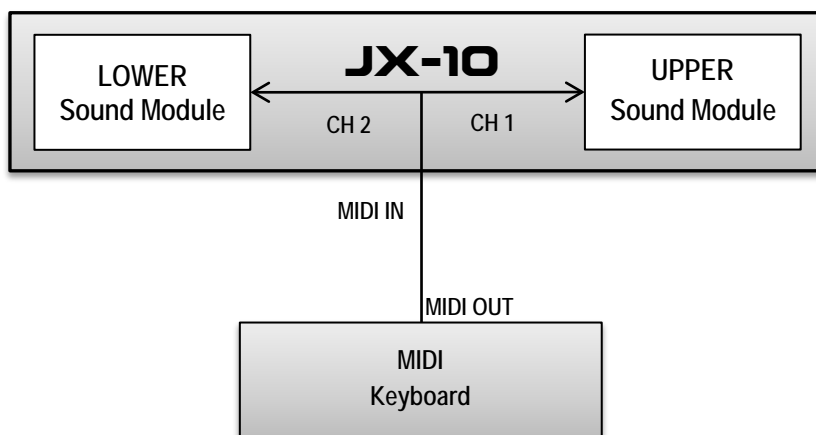 JX-10
LOWER
Sound Module
UPPER
Sound Module
CH 2
CH 1
MIDI IN
MIDI OUT
MIDI
Keyboard